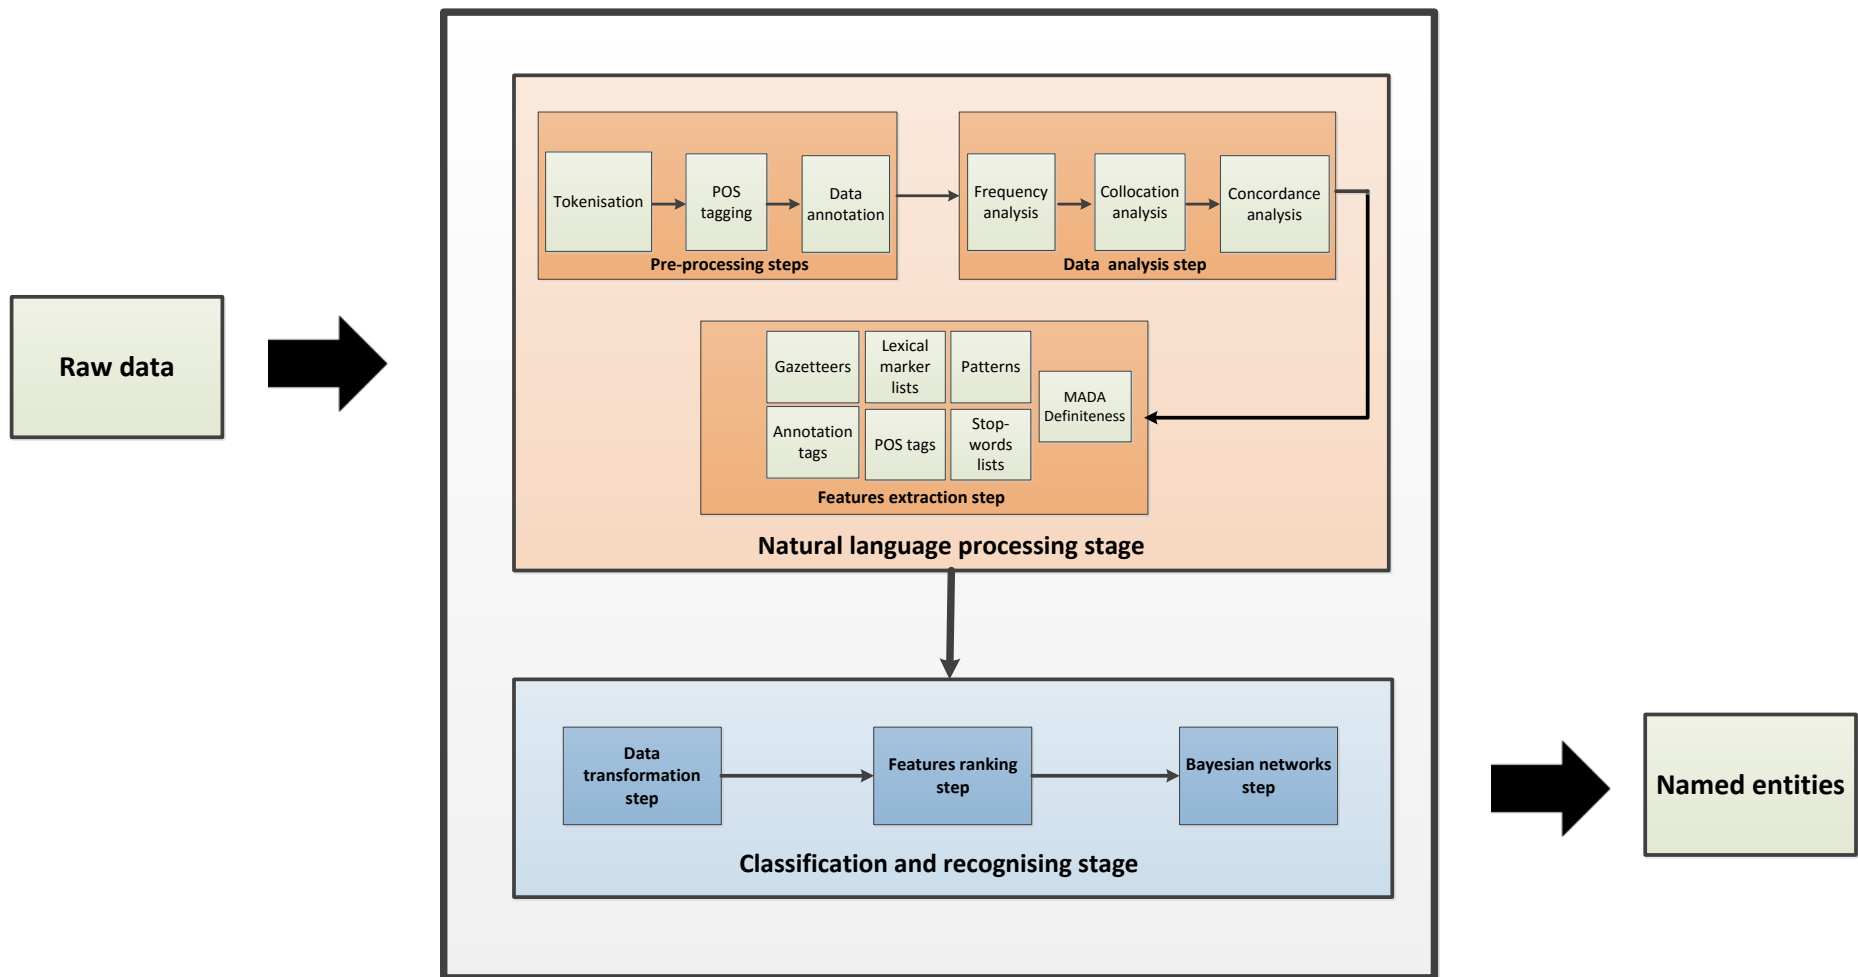 Raw data
Tokenisation
POS
tagging
Data
annotation
Pre-processing steps
Frequency
analysis
Collocation
analysis
Concordance
analysis
Data analysis step
Gazetteers
Lexical
marker
lists
Patterns
MADA
Definiteness
Annotation
tags
POS tags
Stop-
words
lists
Features extraction step
Natural language processing stage
Data
transformation
step
Features ranking
step
Bayesian networks
step
Classification and recognising stage
Named entities